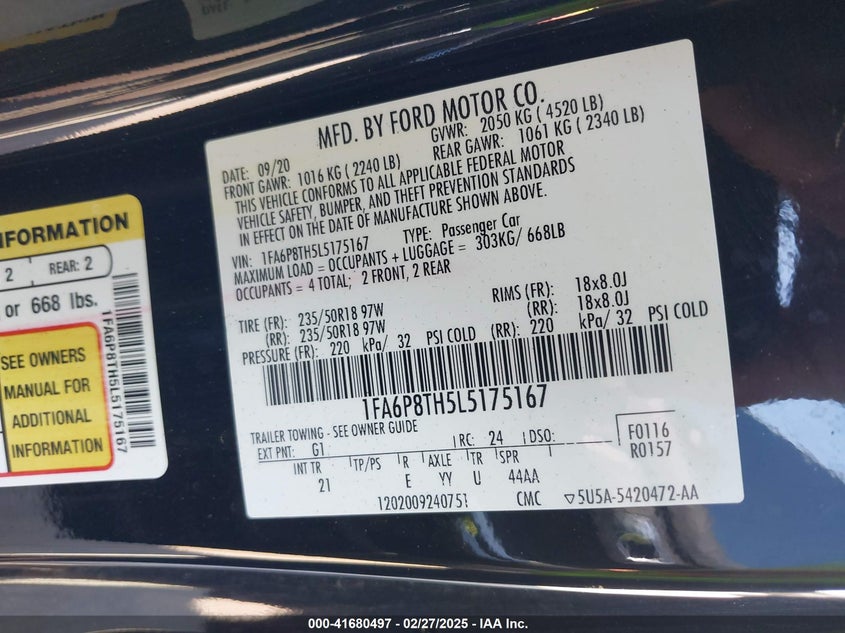 MFD. BY FORD MOTOR CO.
DATE: 09/20 GVWR: 2050 KG ( 4520 LB)
FRONT GAWR: 1016 KG ( 2240 LB) REAR GAWR: 1061 KG ( 2340 LB)
THIS VEHICLE CONFORMS TO ALL APPLICABLE FEDERAL MOTOR
VEHICLE SAFETY, BUMPER, AND THEFT PREVENTION STANDARDS
IN EFFECT ON THE DATE OF MANUFACTURE SHOWN ABOVE.
VIN: 1FA6P8TH5L5175167 TYPE: Passenger Car
MAXIMUM LOAD = OCCUPANTS + LUGGAGE = 303KG/ 668LB
OCCUPANTS = 4 TOTAL; 2 FRONT, 2 REAR
TIRE (FR): 235/50R18 97W RIMS (FR): 18x8.0J
(RR): 235/50R18 97W (RR): 18x8.0J
PRESSURE (FR): 220 kPa/ 32 PSI COLD (RR): 220 kPa/ 32 PSI COLD
1FA6P8TH5L5175167
TRAILER TOWING - SEE OWNER GUIDE
EXT PNT: G1 RC: 24 DSO: F0116
R0157
INT TR TP/PS R AXLE TR SPR
21 E YY U 44AA
1202009240751 CMC ▽5U5A-5420472-AA
NFORMATION
2 REAR: 2
or 668 lbs.
SEE OWNERS
MANUAL FOR
ADDITIONAL
INFORMATION
1FA6P8TH5L5175167
000-41680497 - 02/27/2025 - IAA Inc.